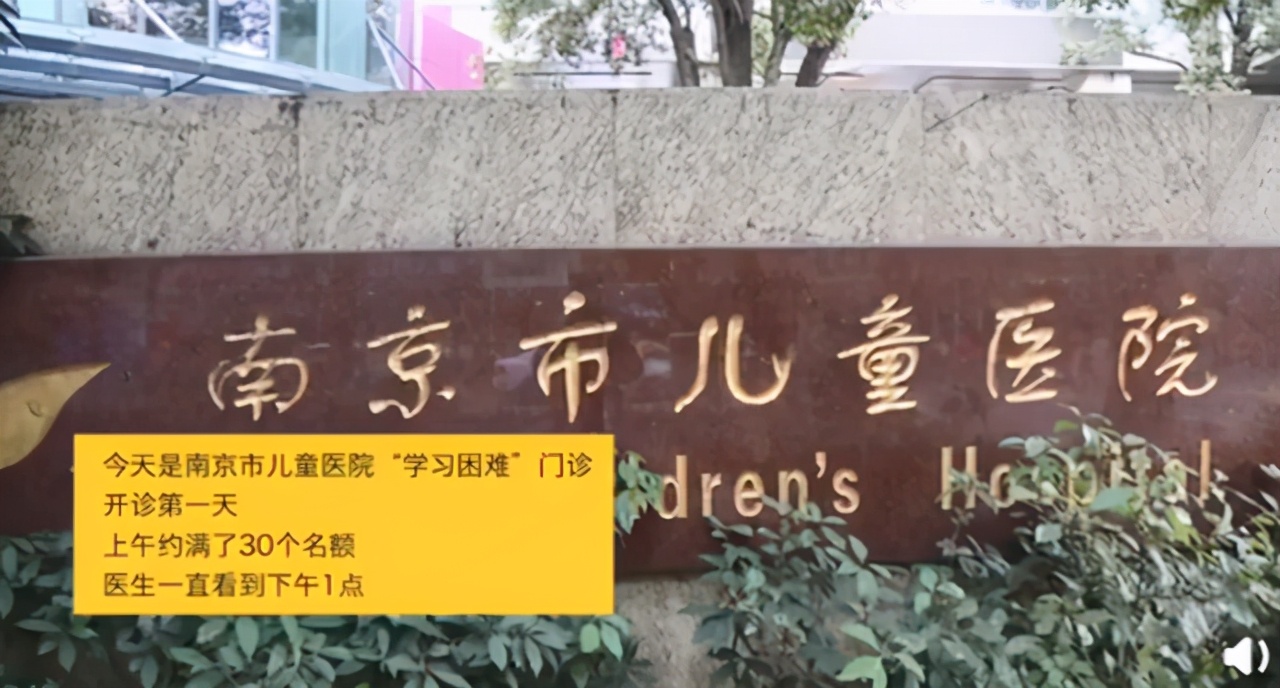 南京市儿童医院
dren's Hospital
今天是南京市儿童医院“学习困难”门诊
开诊第一天
上午约满了30个名额
医生一直看到下午1点